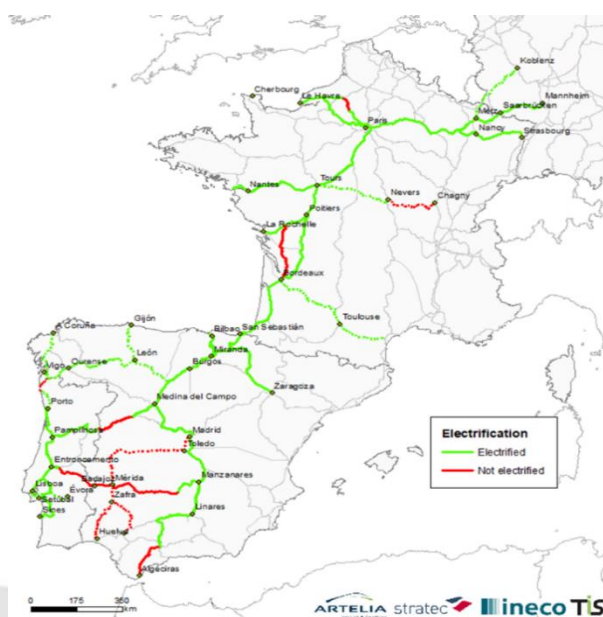 Koblenz
Cherbourg
Le Havre
Mannheim
Saarbrücken
Metz
Paris
Nancy
Strasbourg
Tours
Nantes
Nevers
Chagny
Poitiers
La Rochelle
Bordeaux
Toulouse
Gijón
A Coruña
Bilbao
San Sebastián
León
Miranda
Ourense
Burgos
Vigo
Zaragoza
Medina del Campo
Porto
Electrification
Electrified
Not electrified
Pampilhosa
Madrid
Toledo
Entroncamento
Manzanares
Badajoz
Mérida
Lisboa
Évora
Zafra
Setúbal
Linares
Sines
Huelva
Algeciras
0 175 350
km
ARTELIA stratec ineco TIS